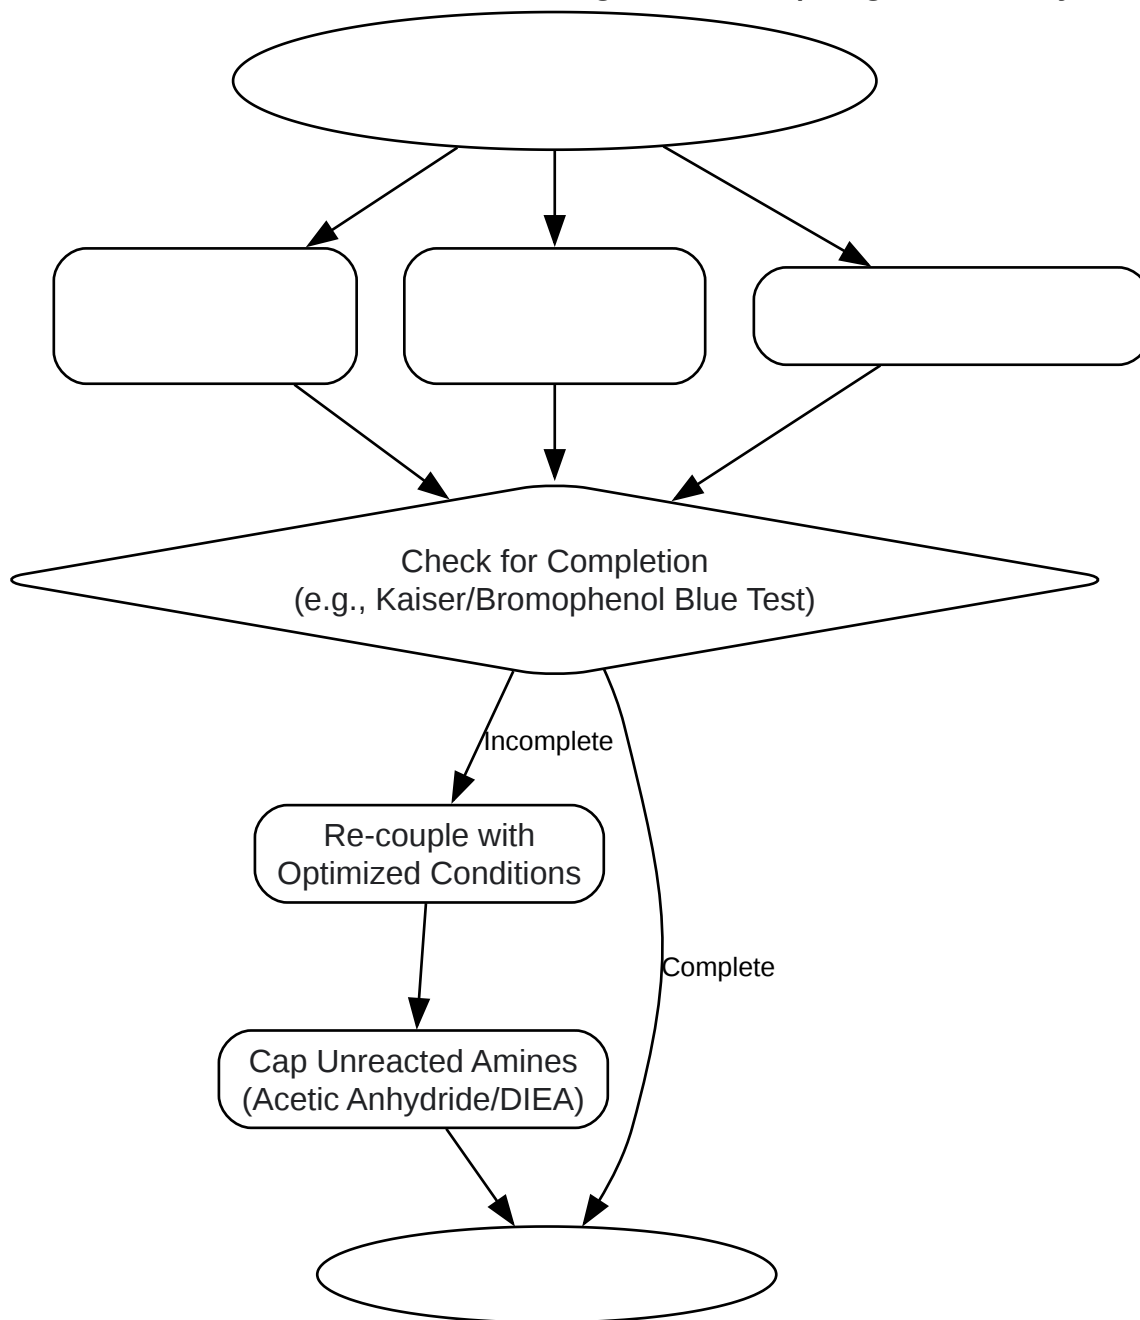 Check for Completion
(e.g., Kaiser/Bromophenol Blue Test)
Incomplete
Re-couple with
Optimized Conditions
Complete
Cap Unreacted Amines
(Acetic Anhydride/DIEA)